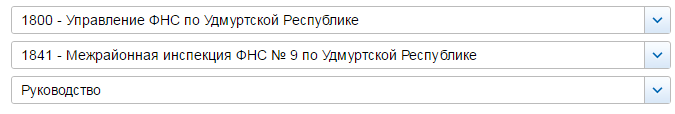 1800 - Управление ФНС по Удмуртской Республике
1841 - Межрайонная инспекция ФНС № 9 по Удмуртской Республике
Руководство